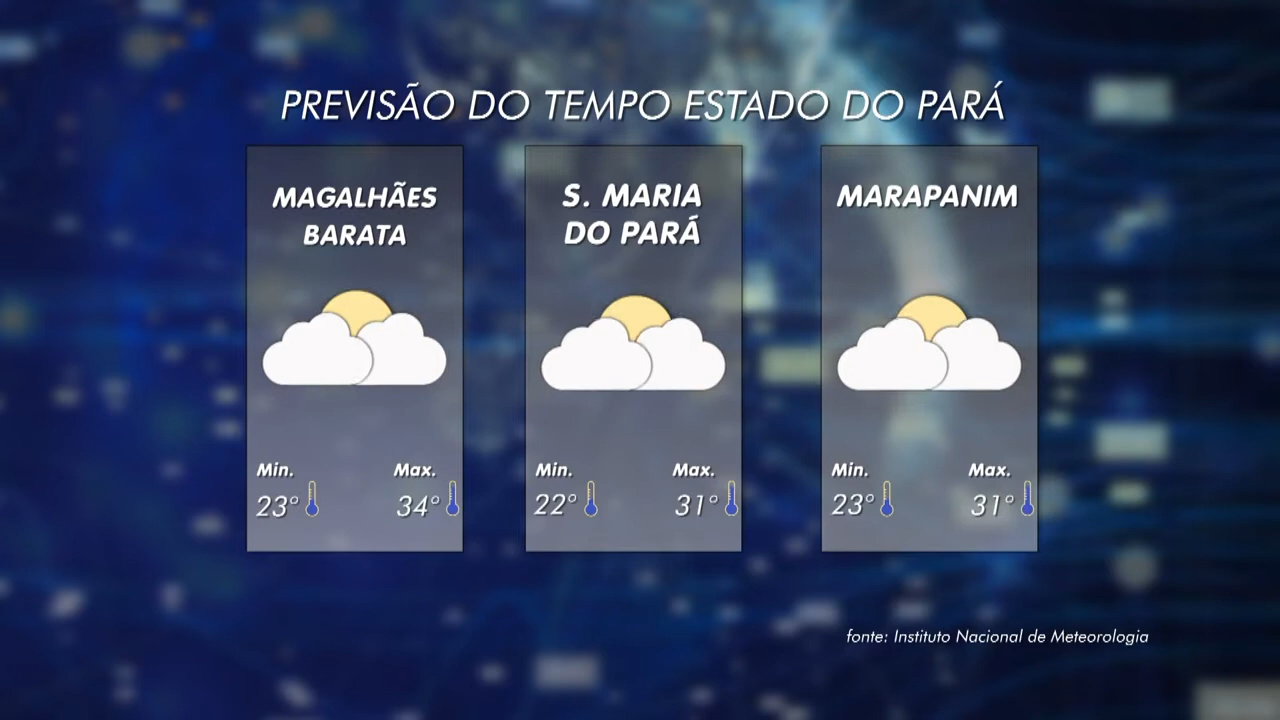 PREVISÃO DO TEMPO ESTADO DO PARÁ
MAGALHÃES
BARATA
Min. Max.
23° 34°
S. MARIA
DO PARÁ
Min. Max.
22° 31°
MARAPANIM
Min. Max.
23° 31°
fonte: Instituto Nacional de Meteorologia